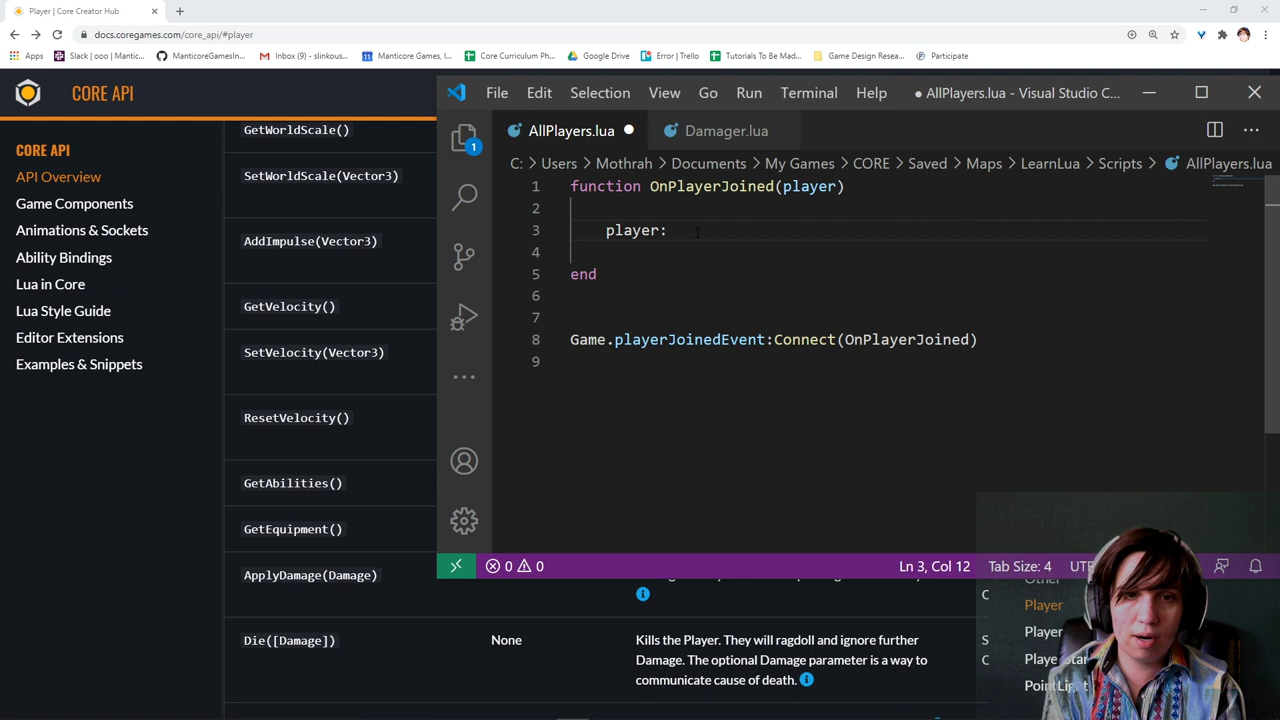 Player | Core Creator Hub
docs.coregames.com/core_api/#player
Apps
Slack | ooo | Mantic...
ManticoreGamesIn...
Inbox (9) - slinkous...
Manticore Games, I...
Core Curriculum Ph...
Google Drive
Error | Trello
Tutorials To Be Mad...
Game Design Resea...
Participate
CORE API
CORE API
API Overview
Game Components
Animations & Sockets
Ability Bindings
Lua in Core
Lua Style Guide
Editor Extensions
Examples & Snippets
GetWorldScale()
SetWorldScale(Vector3)
AddImpulse(Vector3)
GetVelocity()
SetVelocity(Vector3)
ResetVelocity()
GetAbilities()
GetEquipment()
ApplyDamage(Damage)
Die([Damage])
None
Kills the Player. They will ragdoll and ignore further
Damage. The optional Damage parameter is a way to
communicate cause of death.
File Edit Selection View Go Run Terminal Help
● AllPlayers.lua - Visual Studio C...
AllPlayers.lua
Damager.lua
C: > Users > Mothrah > Documents > My Games > CORE > Saved > Maps > LearnLua > Scripts > AllPlayers.lua
1
1 function OnPlayerJoined(player)
2
3 player:
4
5 end
6
7
8 Game.playerJoinedEvent:Connect(OnPlayerJoined)
9
0 0
Ln 3, Col 12
Tab Size: 4
Other
Player
Player
PointLight